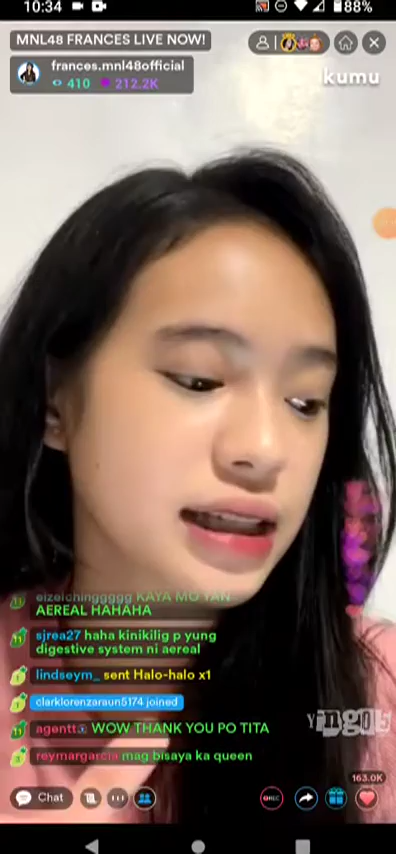 10:34
88%
MNL48 FRANCES LIVE NOW!
frances.mnl48official
410 212.2K
kumu
eizelchinggggg KAYA MO YAN
AEREAL HAHAHA
sjrea27 haha kinikilig p yung
digestive system ni aereal
lindseym_ sent Halo-halo x1
clarklorenzaraun5174 joined
agentt WOW THANK YOU PO TITA
reymargarcia mag bisaya ka queen
163.0K
Chat
REC